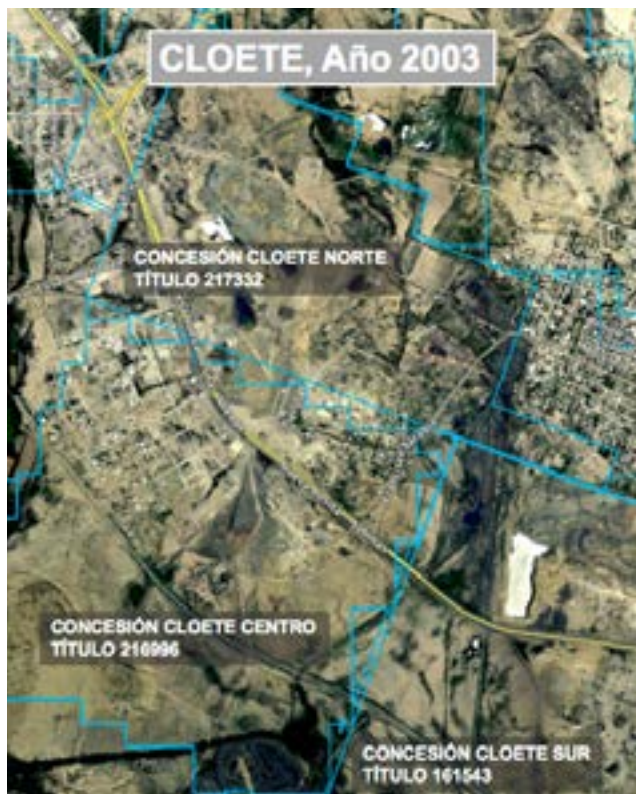 CLOETE, Año 2003
CONCESIÓN CLOETE NORTE
TÍTULO 217332
CONCESIÓN CLOETE CENTRO
TÍTULO 216996
CONCESIÓN CLOETE SUR
TÍTULO 161543